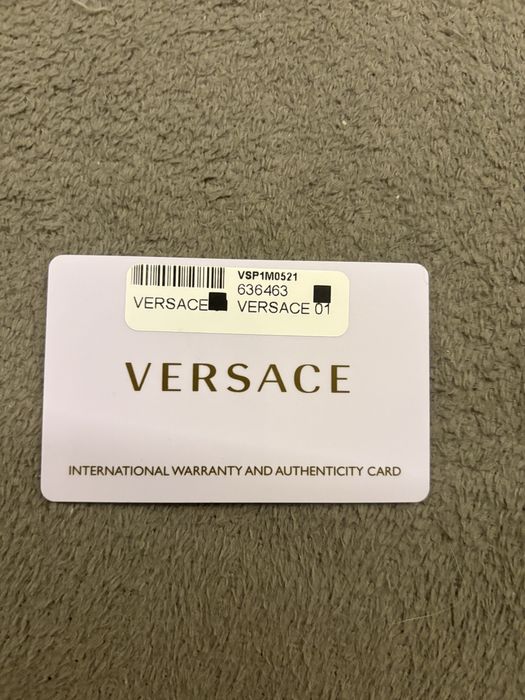 VSP1M0521
636463
VERSACE VERSACE 01
VERSACE
INTERNATIONAL WARRANTY AND AUTHENTICITY CARD